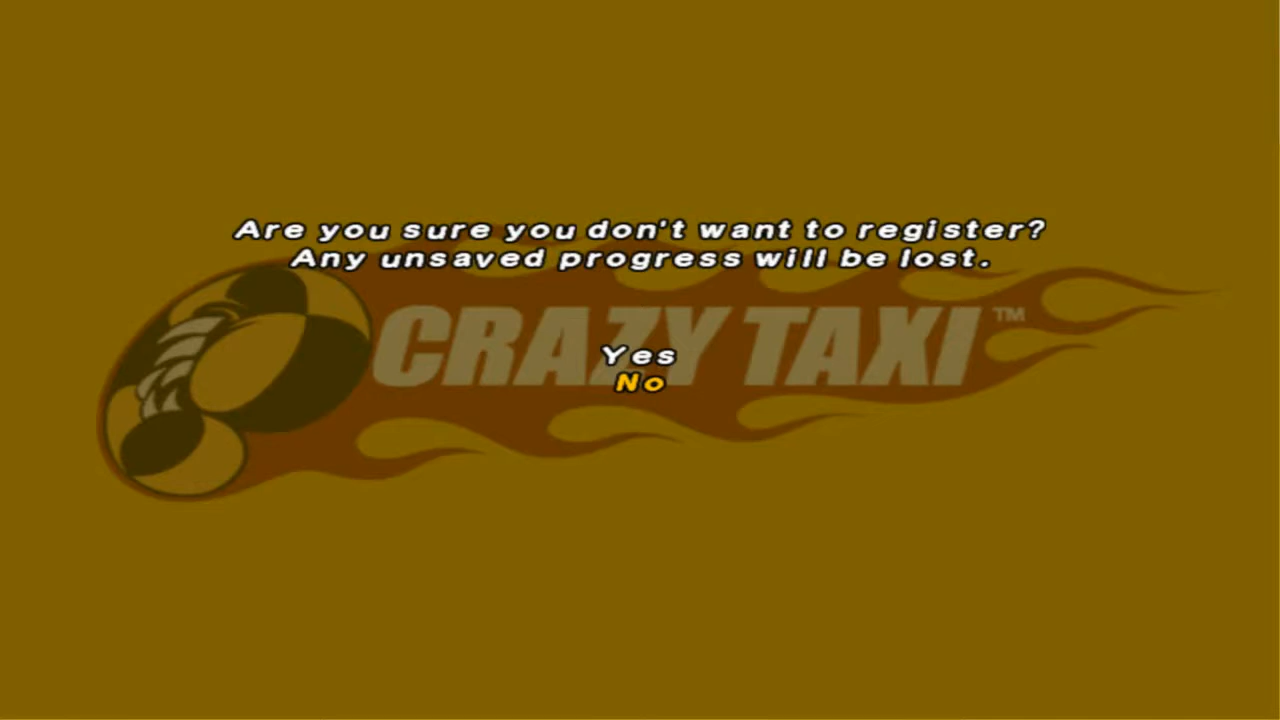 Are you sure you don't want to register?
Any unsaved progress will be lost.
CRAZY TAXI™
Yes
No